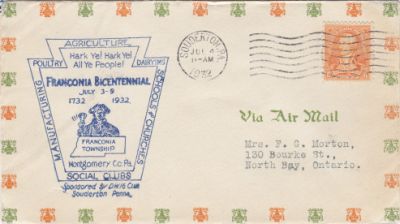 AGRICULTURE
Hark Ye! Hark Ye!
All Ye People!
POULTRY
DAIRYING
FRANCONIA BICENTENNIAL
JULY 3-9
1732 1932
MANUFACTURING
SCHOOLS and CHURCHES
FRANCONIA
TOWNSHIP
Montgomery Co. Pa.
SOCIAL CLUBS
Sponsored by
CLUB
Souderton Penna.
SOUDERTON, PA.
JUL 4
11-AM
1932
Via Air Mail
Mrs. F. G. Morton,
130 Bourke St.,
North Bay, Ontario.